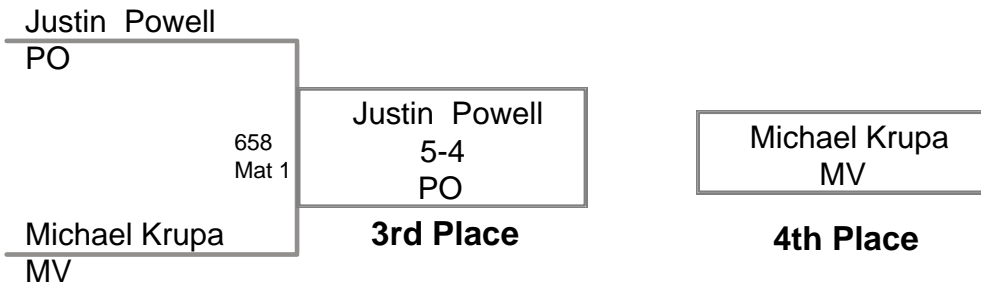 Justin Powell
PO
658
Mat 1
Michael Krupa
MV
Justin Powell
5-4
PO
3rd Place
Michael Krupa
MV
4th Place